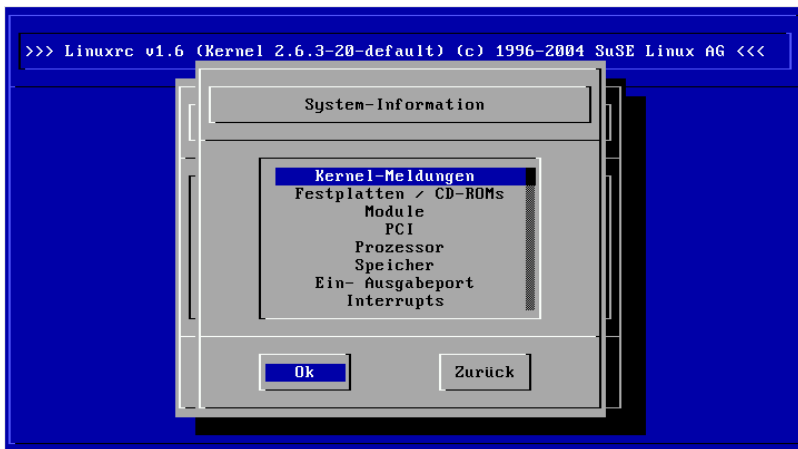 >>> Linuxrc v1.6 (Kernel 2.6.3-20-default) (c) 1996-2004 SuSE Linux AG <<<
System-Information
Kernel-Meldungen
Festplatten / CD-ROMs
Module
PCI
Prozessor
Speicher
Ein- Ausgabeport
Interrupts
Ok
Zurück